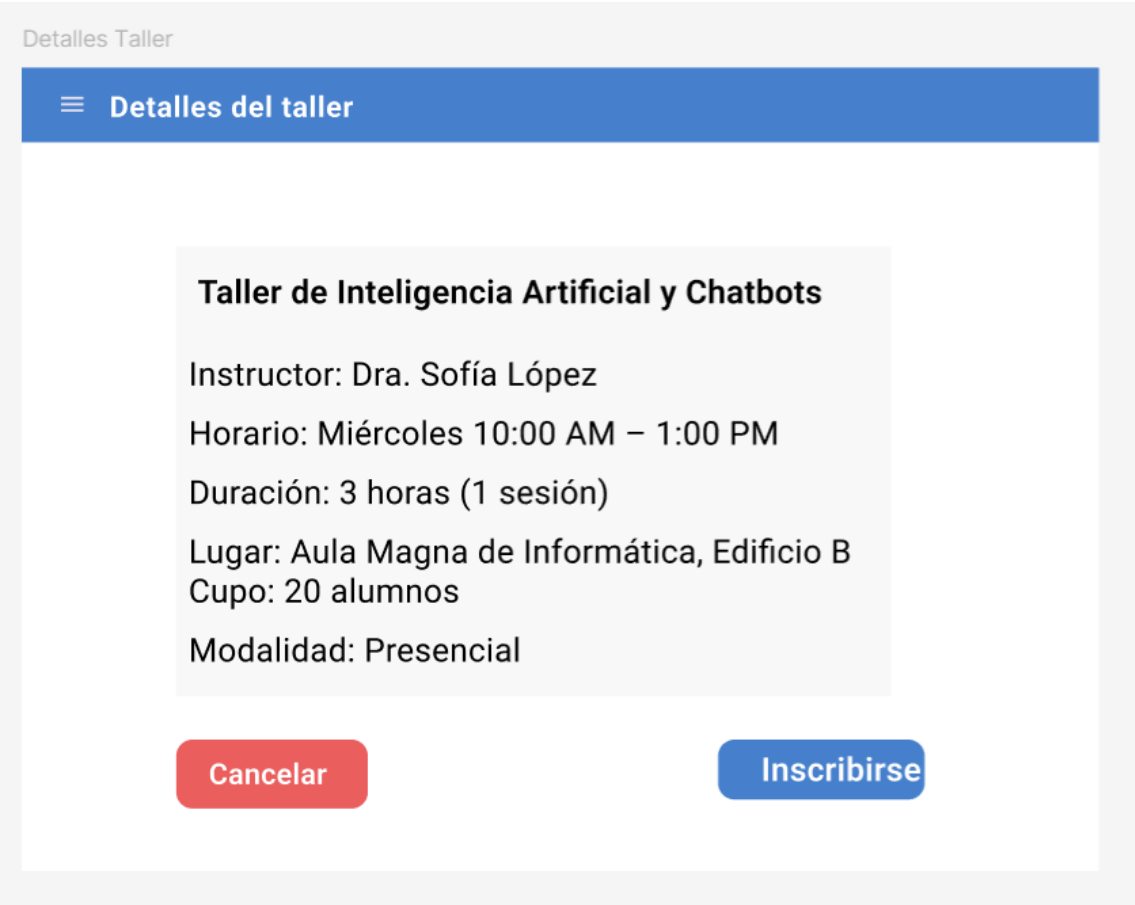 Detalles Taller
Detalles del taller
Taller de Inteligencia Artificial y Chatbots
Instructor: Dra. Sofía López
Horario: Miércoles 10:00 AM – 1:00 PM
Duración: 3 horas (1 sesión)
Lugar: Aula Magna de Informática, Edificio B
Cupo: 20 alumnos
Modalidad: Presencial
Cancelar
Inscribirse